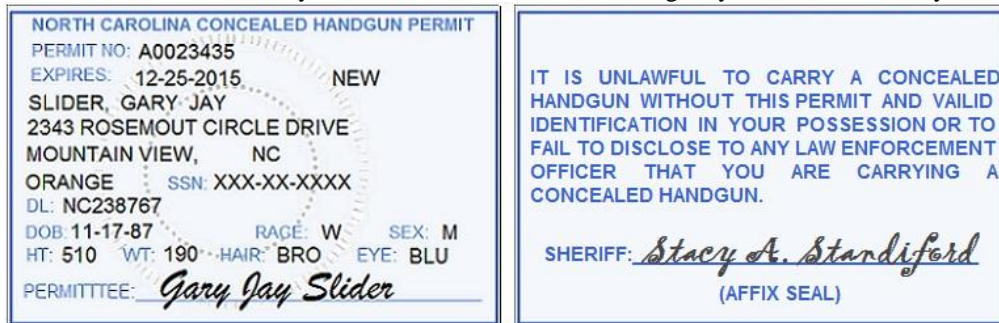 NORTH CAROLINA CONCEALED HANDGUN PERMIT
PERMIT NO: A0023435
EXPIRES: 12-25-2015 NEW
SLIDER, GARY JAY
2343 ROSEMOUT CIRCLE DRIVE
MOUNTAIN VIEW, NC
ORANGE SSN: XXX-XX-XXXX
DL: NC238767
DOB: 11-17-87 RACE: W SEX: M
HT: 510 WT: 190 HAIR: BRO EYE: BLU
PERMITTTEE: Gary Jay Slider
IT IS UNLAWFUL TO CARRY A CONCEALED
HANDGUN WITHOUT THIS PERMIT AND VAILID
IDENTIFICATION IN YOUR POSSESSION OR TO
FAIL TO DISCLOSE TO ANY LAW ENFORCEMENT
OFFICER THAT YOU ARE CARRYING A
CONCEALED HANDGUN.
SHERIFF: Stacy A. Standiford
(AFFIX SEAL)